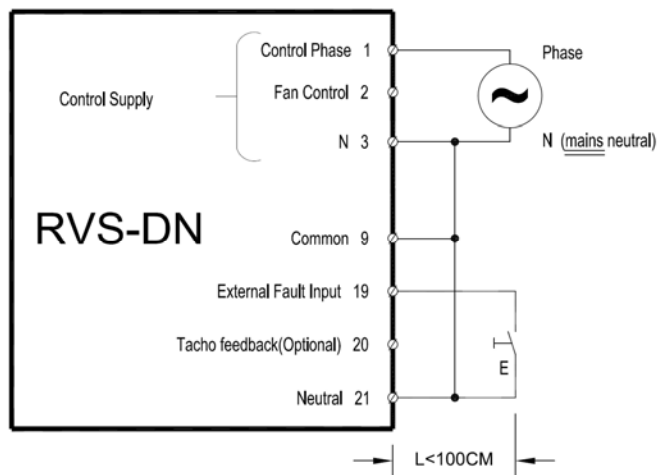 Control Phase 1
Phase
Fan Control 2
Control Supply
N 3
N (mains neutral)
RVS-DN
Common 9
External Fault Input 19
Tacho feedback(Optional) 20
E
Neutral 21
L<100CM